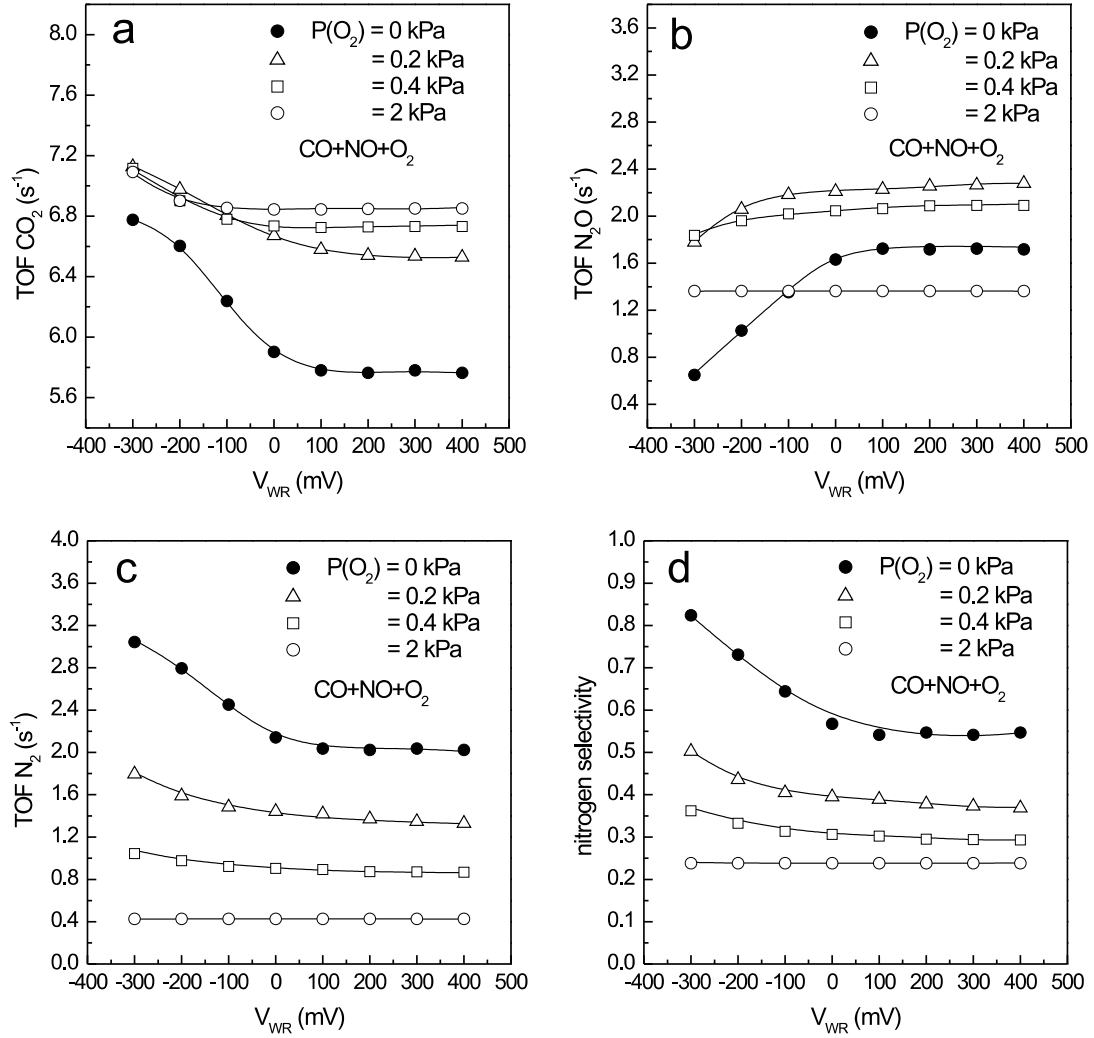 a
P(O₂) = 0 kPa
= 0.2 kPa
= 0.4 kPa
= 2 kPa
CO+NO+O₂
TOF CO₂ (s⁻¹)
8.0
7.6
7.2
6.8
6.4
6.0
5.6
-400 -300 -200 -100 0 100 200 300 400 500
V_WR (mV)
b
P(O₂) = 0 kPa
= 0.2 kPa
= 0.4 kPa
= 2 kPa
CO+NO+O₂
TOF N₂O (s⁻¹)
3.6
3.2
2.8
2.4
2.0
1.6
1.2
0.8
0.4
-400 -300 -200 -100 0 100 200 300 400 500
V_WR (mV)
c
P(O₂) = 0 kPa
= 0.2 kPa
= 0.4 kPa
= 2 kPa
CO+NO+O₂
TOF N₂ (s⁻¹)
4.0
3.6
3.2
2.8
2.4
2.0
1.6
1.2
0.8
0.4
0.0
-400 -300 -200 -100 0 100 200 300 400 500
V_WR (mV)
d
P(O₂) = 0 kPa
= 0.2 kPa
= 0.4 kPa
= 2 kPa
CO+NO+O₂
nitrogen selectivity
1.0
0.9
0.8
0.7
0.6
0.5
0.4
0.3
0.2
0.1
0.0
-400 -300 -200 -100 0 100 200 300 400 500
V_WR (mV)